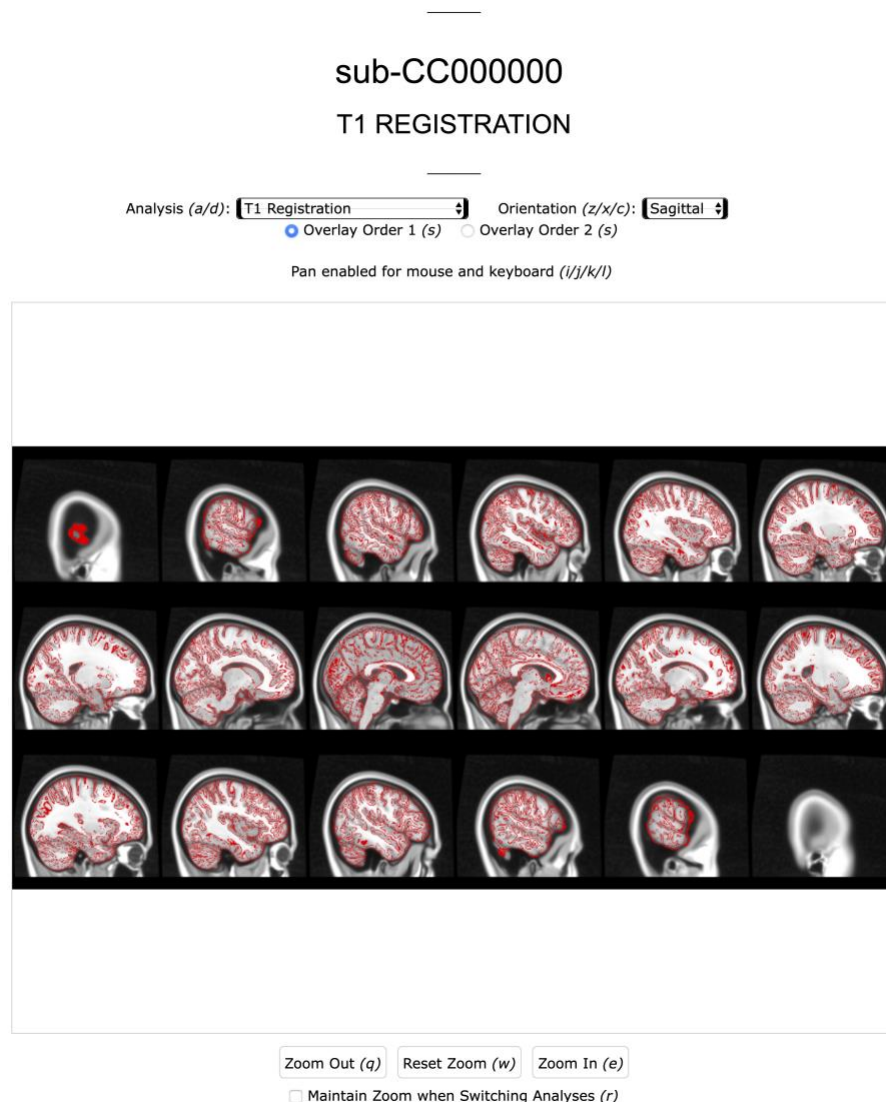 sub-CC000000
T1 REGISTRATION
Analysis (a/d): T1 Registration Orientation (z/x/c): Sagittal
Overlay Order 1 (s) Overlay Order 2 (s)
Pan enabled for mouse and keyboard (i/j/k/l)
Zoom Out (q) Reset Zoom (w) Zoom In (e)
Maintain Zoom when Switching Analyses (r)